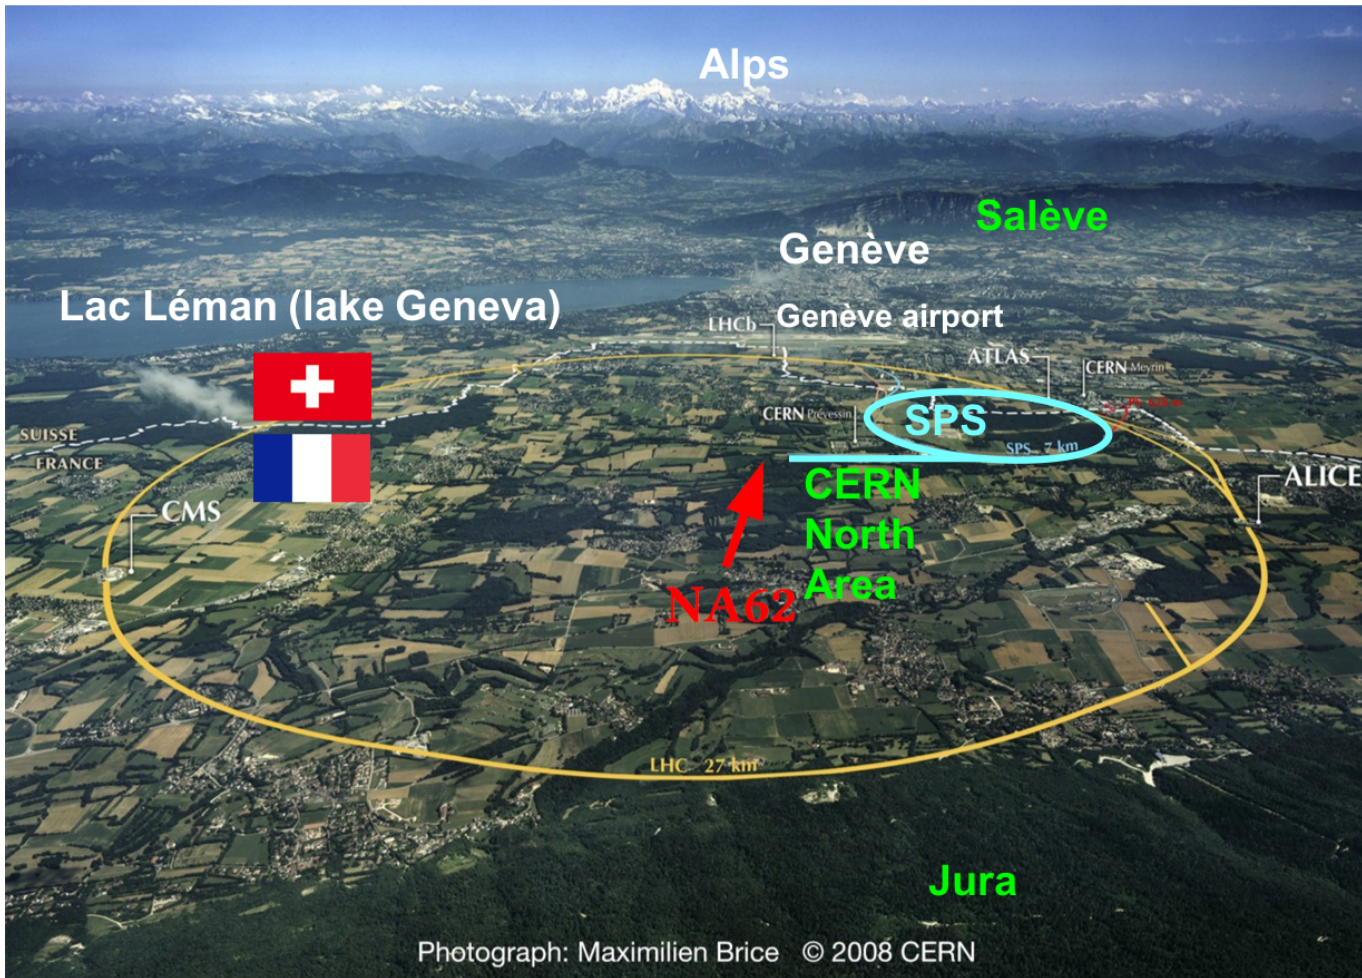 Alps
Salève
Genève
Lac Léman (lake Geneva)
LHCb
Genève airport
ATLAS
CERN Meyrin
CERN Prévessin
SPS
SUISSE
FRANCE
SPS 7 km
CERN
North
Area
ALICE
CMS
NA62
LHC 27 km
Jura
Photograph: Maximilien Brice © 2008 CERN